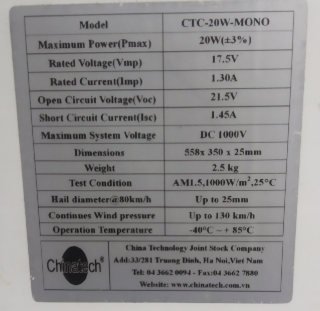 Model CTC-20W-MONO
Maximum Power(Pmax) 20W(±3%)
Rated Voltage(Vmp) 17.5V
Rated Current(Imp) 1.30A
Open Circuit Voltage(Voc) 21.5V
Short Circuit Current(Isc) 1.45A
Maximum System Voltage DC 1000V
Dimensions 558x 350 x 25mm
Weight 2.5 kg
Test Condition AM1.5,1000W/m²,25°C
Hail diameter@80km/h Up to 25mm
Continues Wind pressure Up to 130 km/h
Operation Temperature -40°C ~ + 85°C
Chinatech®
China Technology Joint Stock Company
Add:33/281 Truong Dinh, Ha Noi,Viet Nam
Tel: 04 3662 0094 - Fax:04 3662 7880
Website: www.chinatech.com.vn